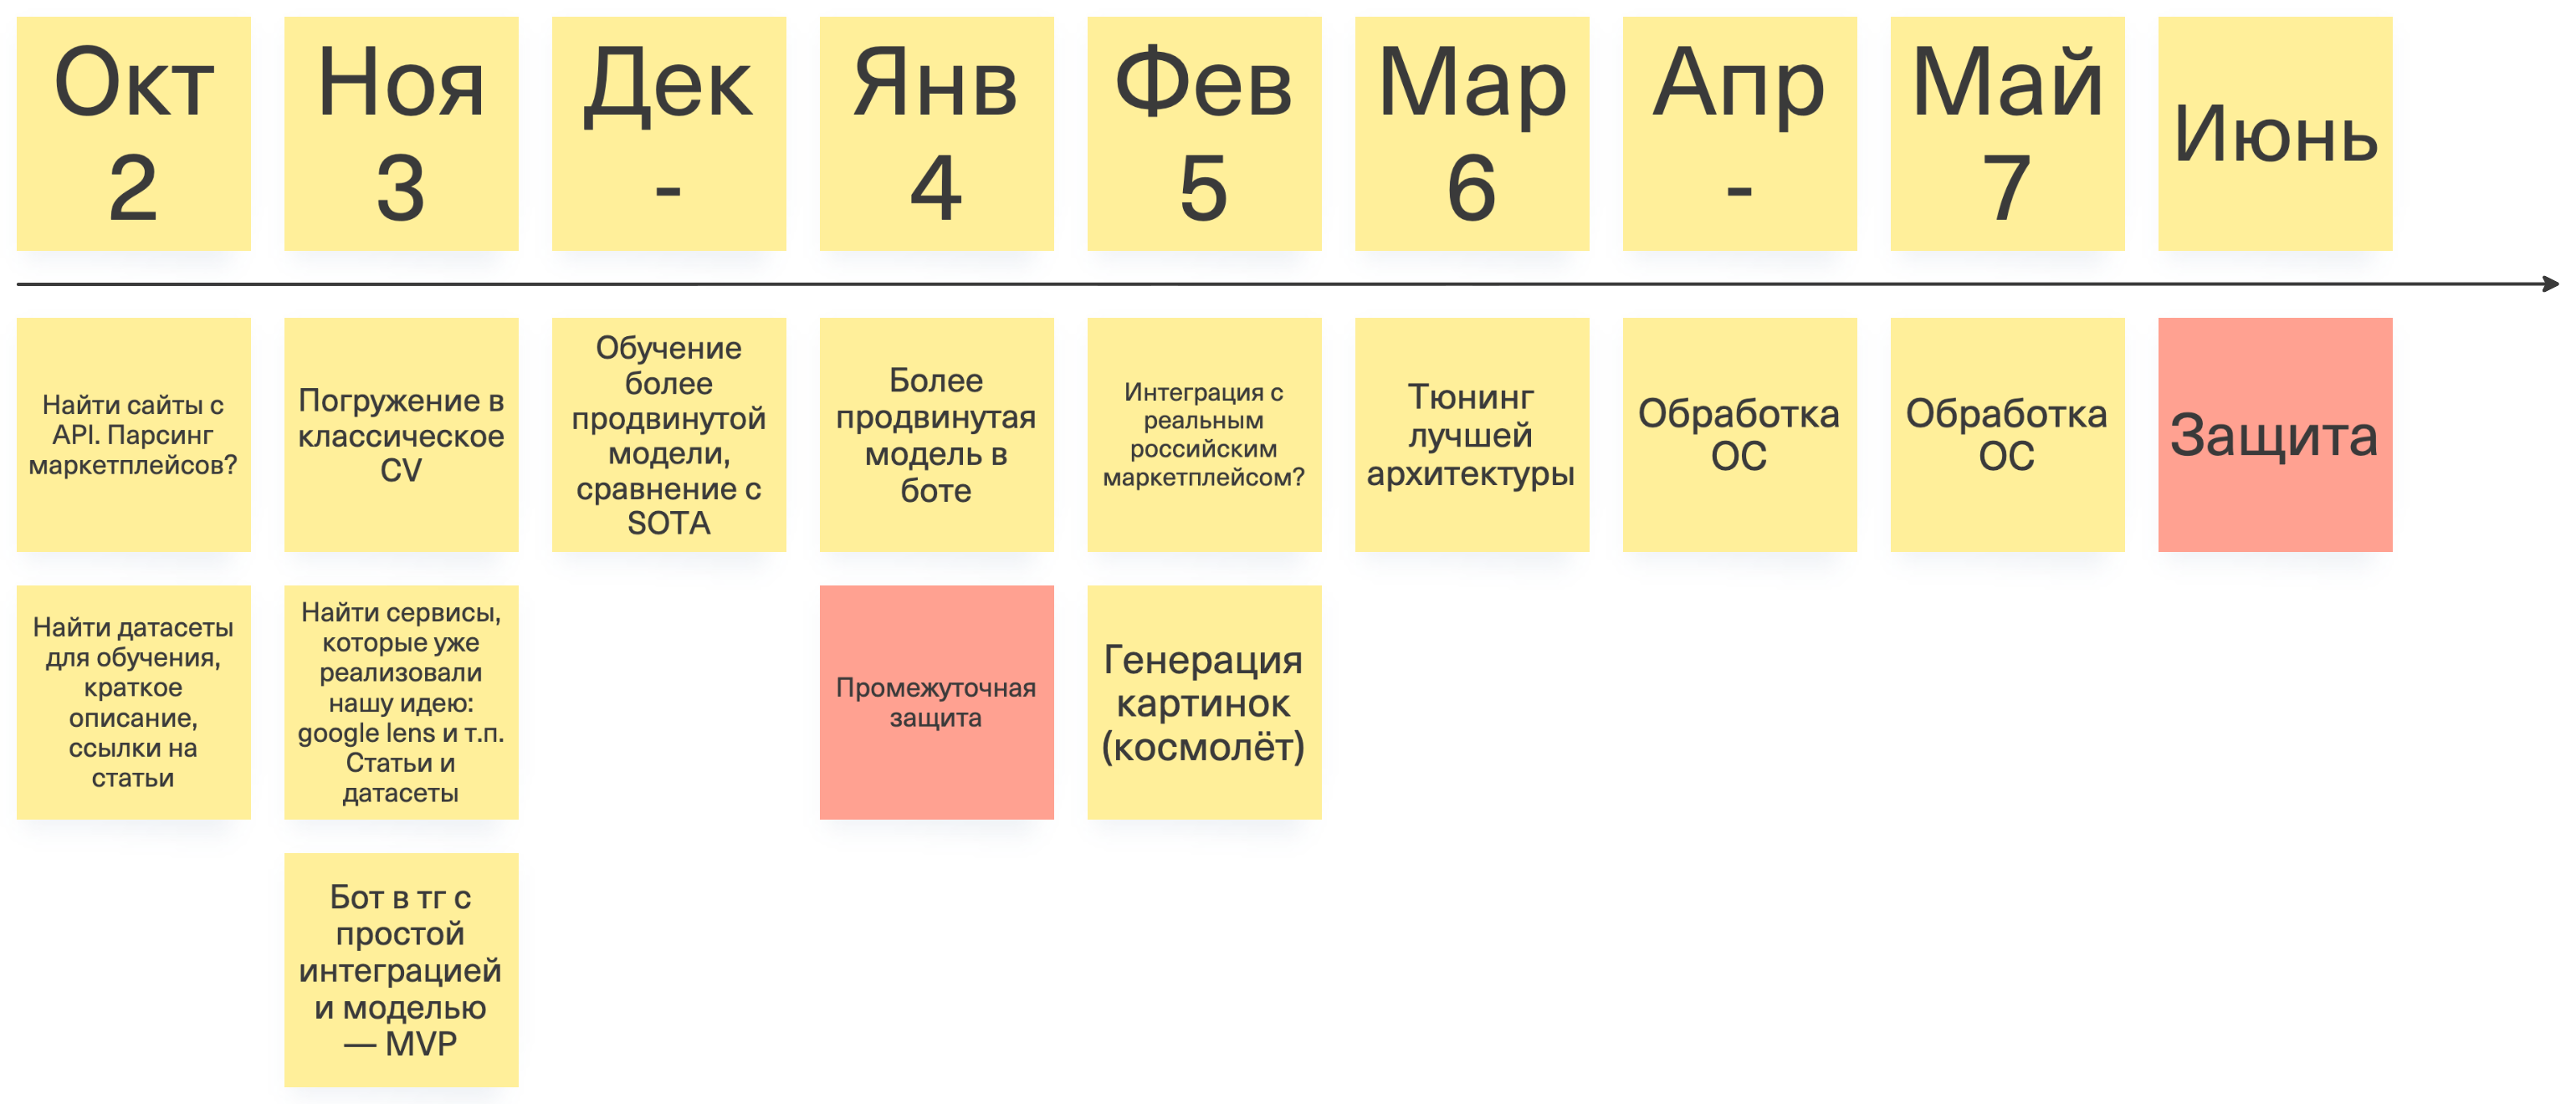 Окт
2
Ноя
3
Дек
-
Янв
4
Фев
5
Мар
6
Апр
-
Май
7
Июнь
Найти сайты с
API. Парсинг
маркетплейсов?
Погружение в
классическое
CV
Обучение
более
продвинутой
модели,
сравнение с
SOTA
Более
продвинутая
модель в
боте
Интеграция с
реальным
российским
маркетплейсом?
Тюнинг
лучшей
архитектуры
Обработка
ОС
Обработка
ОС
Защита
Найти датасеты
для обучения,
краткое
описание,
ссылки на
статьи
Найти сервисы,
которые уже
реализовали
нашу идею:
google lens и т.п.
Статьи и
датасеты
Промежуточная
защита
Генерация
картинок
(космолёт)
Бот в тг с
простой
интеграцией
и моделью
— MVP